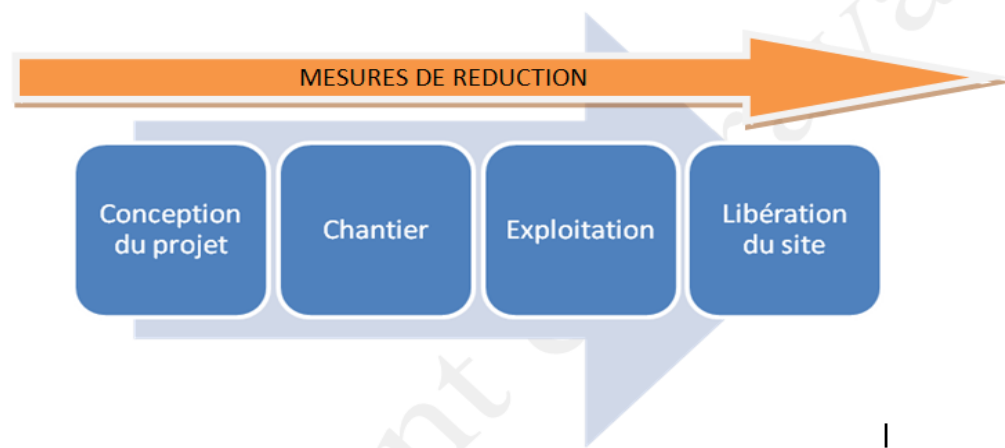 MESURES DE REDUCTION
Conception
du projet
Chantier
Exploitation
Libération
du site